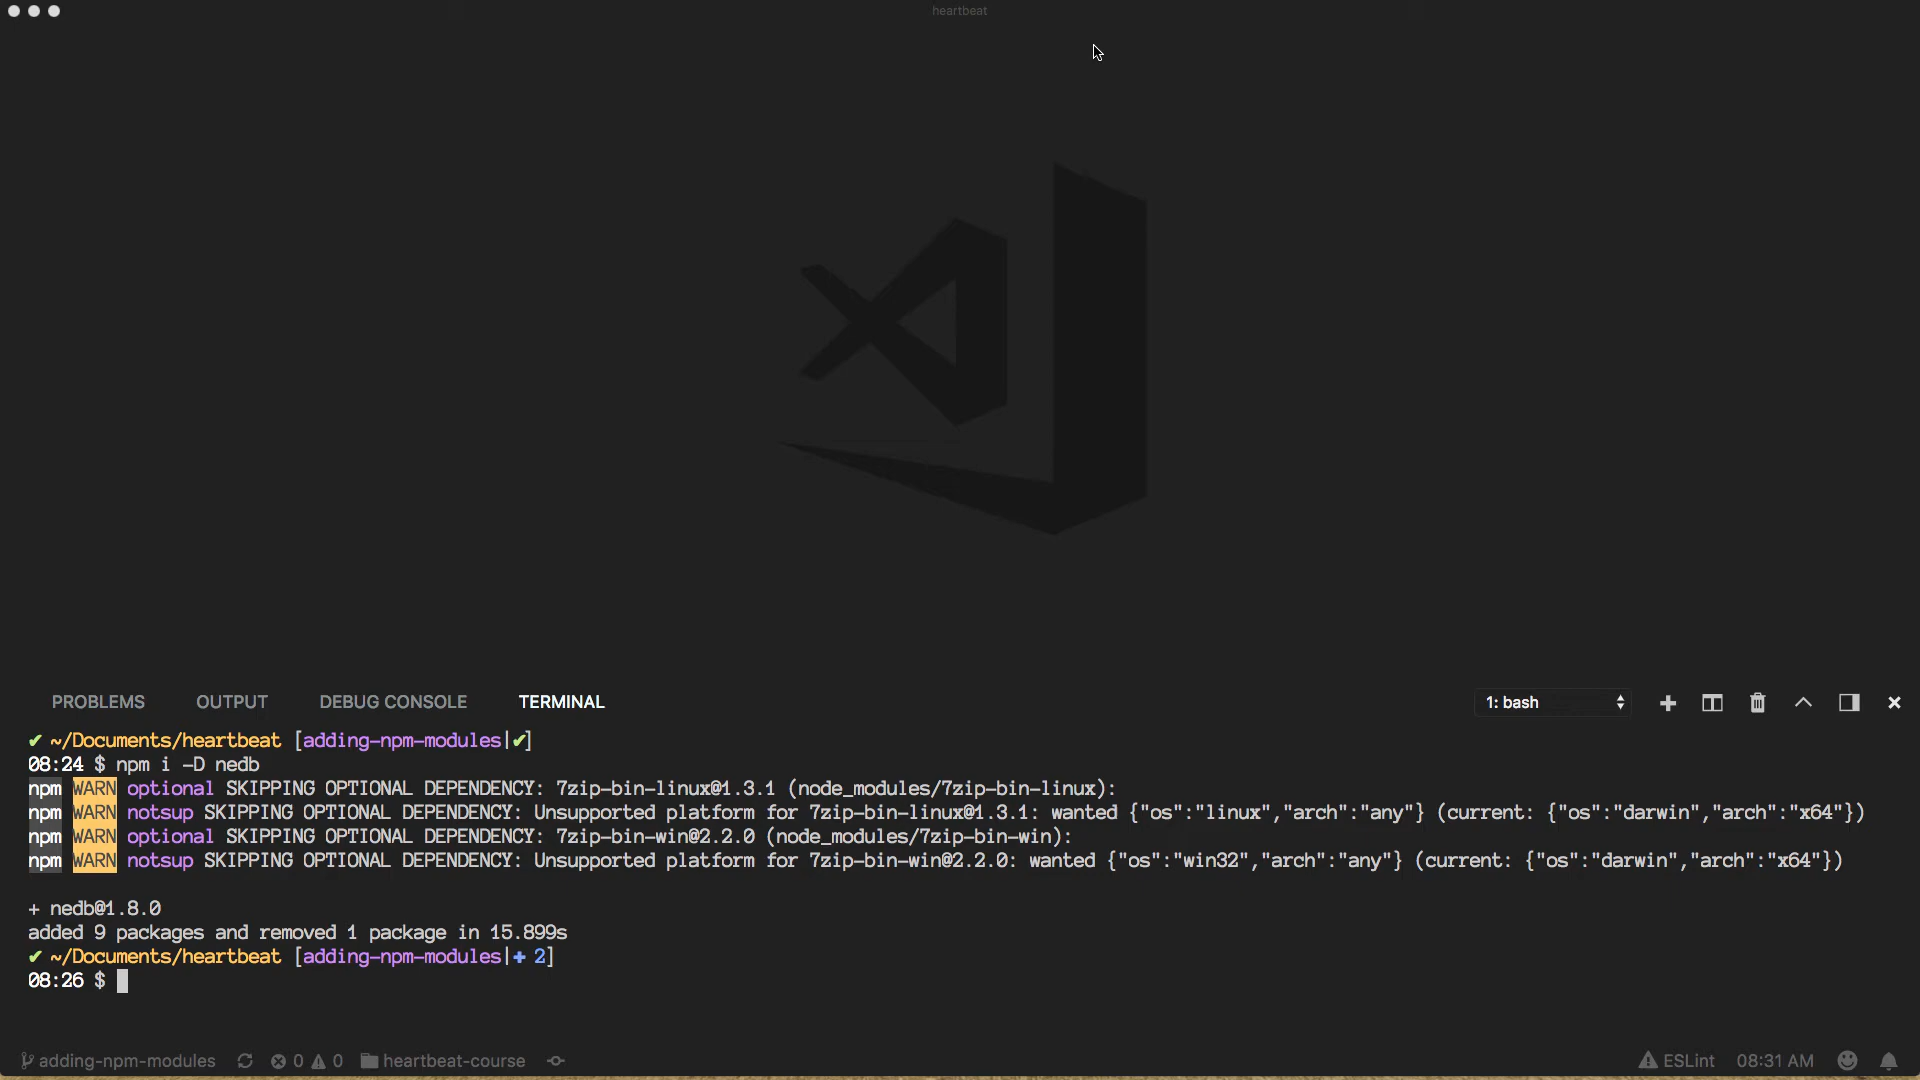 heartbeat
PROBLEMS OUTPUT DEBUG CONSOLE TERMINAL 1: bash
✔ ~/Documents/heartbeat [adding-npm-modules|✔]
08:24 $ npm i -D nedb
npm WARN optional SKIPPING OPTIONAL DEPENDENCY: 7zip-bin-linux@1.3.1 (node_modules/7zip-bin-linux):
npm WARN notsup SKIPPING OPTIONAL DEPENDENCY: Unsupported platform for 7zip-bin-linux@1.3.1: wanted {"os":"linux","arch":"any"} (current: {"os":"darwin","arch":"x64"})
npm WARN optional SKIPPING OPTIONAL DEPENDENCY: 7zip-bin-win@2.2.0 (node_modules/7zip-bin-win):
npm WARN notsup SKIPPING OPTIONAL DEPENDENCY: Unsupported platform for 7zip-bin-win@2.2.0: wanted {"os":"win32","arch":"any"} (current: {"os":"darwin","arch":"x64"})
+ nedb@1.8.0
added 9 packages and removed 1 package in 15.899s
✔ ~/Documents/heartbeat [adding-npm-modules|✚ 2]
08:26 $
adding-npm-modules 0 0 heartbeat-course ESLint 08:31 AM